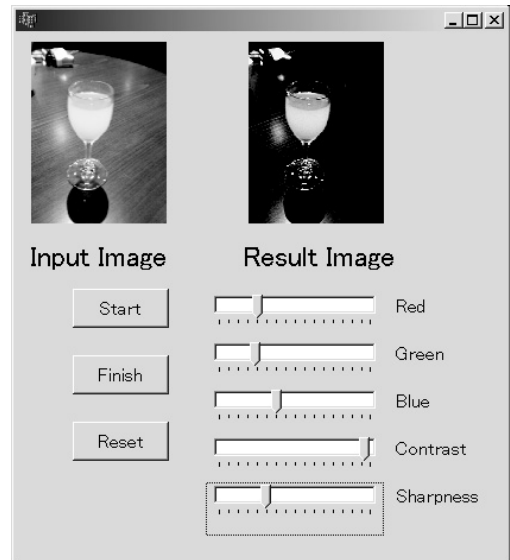 Input Image
Result Image
Start
Finish
Reset
Red
Green
Blue
Contrast
Sharpness